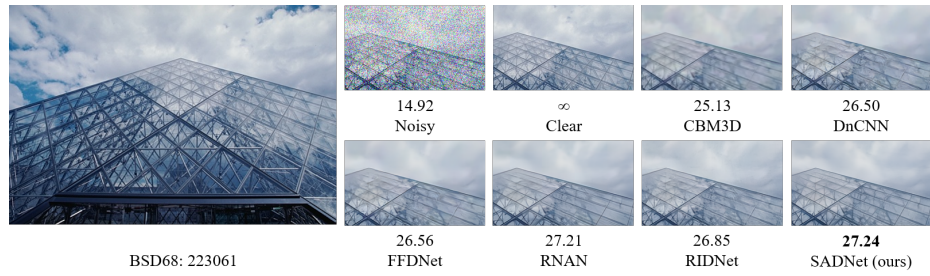 14.92
Noisy
∞
Clear
25.13
CBM3D
26.50
DnCNN
26.56
FFDNet
27.21
RNAN
26.85
RIDNet
27.24
SADNet (ours)
BSD68: 223061